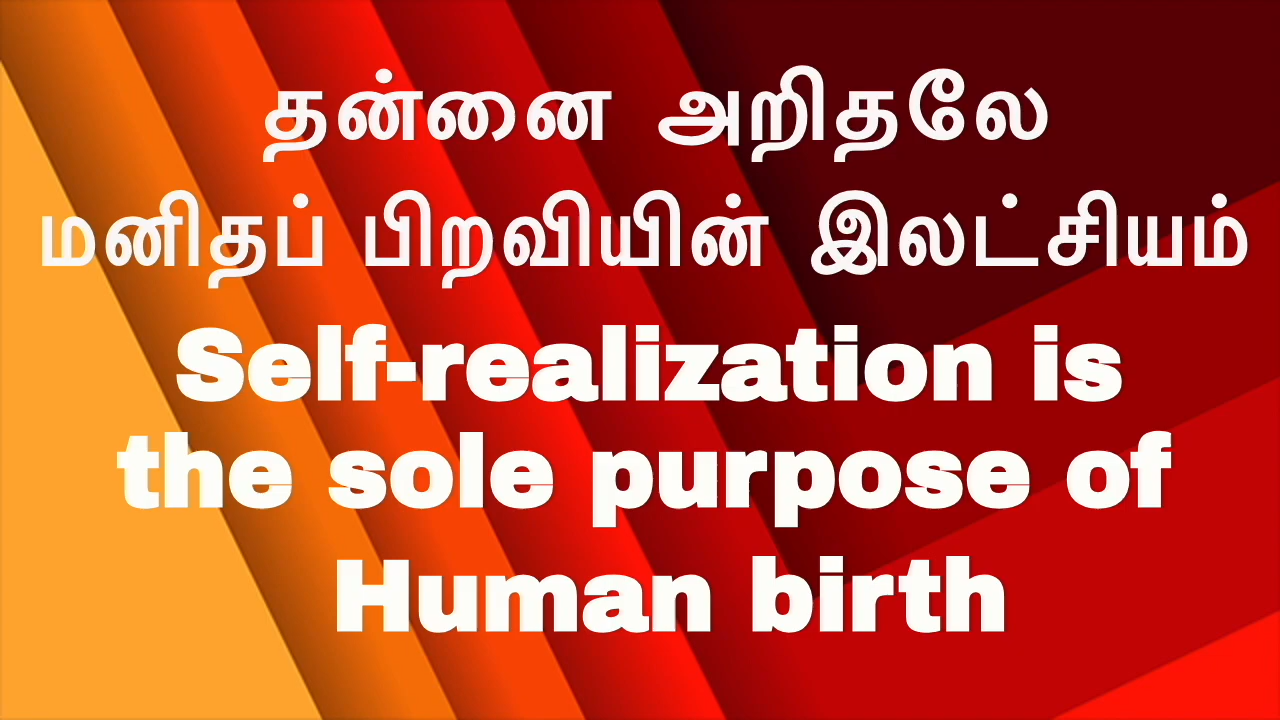 தன்னை அறிதலே
மனிதப் பிறவியின் இலட்சியம்
Self-realization is
the sole purpose of
Human birth